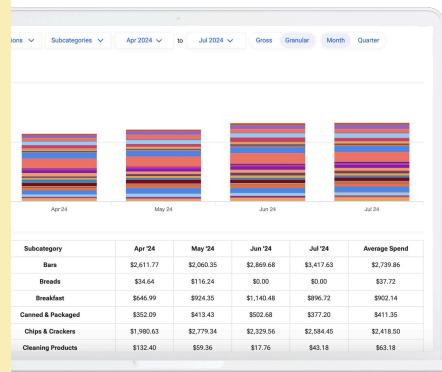 ions Subcategories Apr 2024 to Jul 2024 Gross Granular Month Quarter
Apr 24 May 24 Jun 24 Jul 24
Subcategory Apr '24 May '24 Jun '24 Jul '24 Average Spend
Bars $2,611.77 $2,060.35 $2,869.68 $3,417.63 $2,739.86
Breads $34.64 $116.24 $0.00 $0.00 $37.72
Breakfast $646.99 $924.35 $1,140.48 $896.72 $902.14
Canned & Packaged $352.09 $413.43 $502.68 $377.20 $411.35
Chips & Crackers $1,980.63 $2,779.34 $2,329.56 $2,584.45 $2,418.50
Cleaning Products $132.40 $59.36 $17.76 $43.18 $63.18